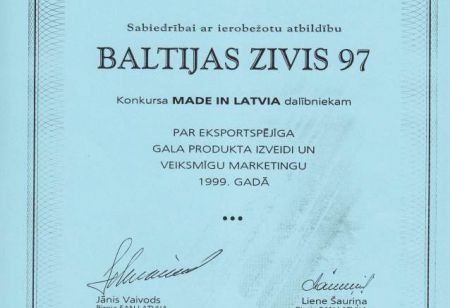 Sabiedrībai ar ierobežotu atbildību
BALTIJAS ZIVIS 97
Konkursa MADE IN LATVIA dalībniekam
PAR EKSPORTSPĒJĪGA
GALA PRODUKTA IZVEIDI UN
VEIKSMĪGU MARKETINGU
1999. GADĀ
•••
Jānis Vaivods
Liene Šauriņa